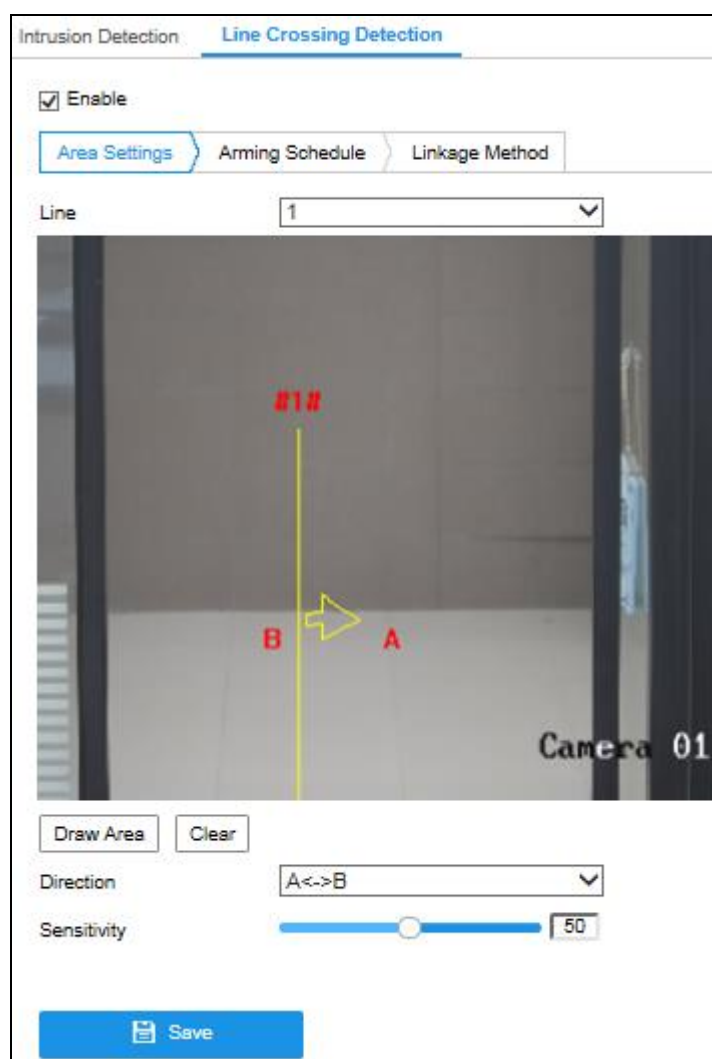 Intrusion Detection Line Crossing Detection
Enable
Area Settings Arming Schedule Linkage Method
Line 1
#1#
B A
Camera 01
Draw Area Clear
Direction A<->B
Sensitivity 50
Save